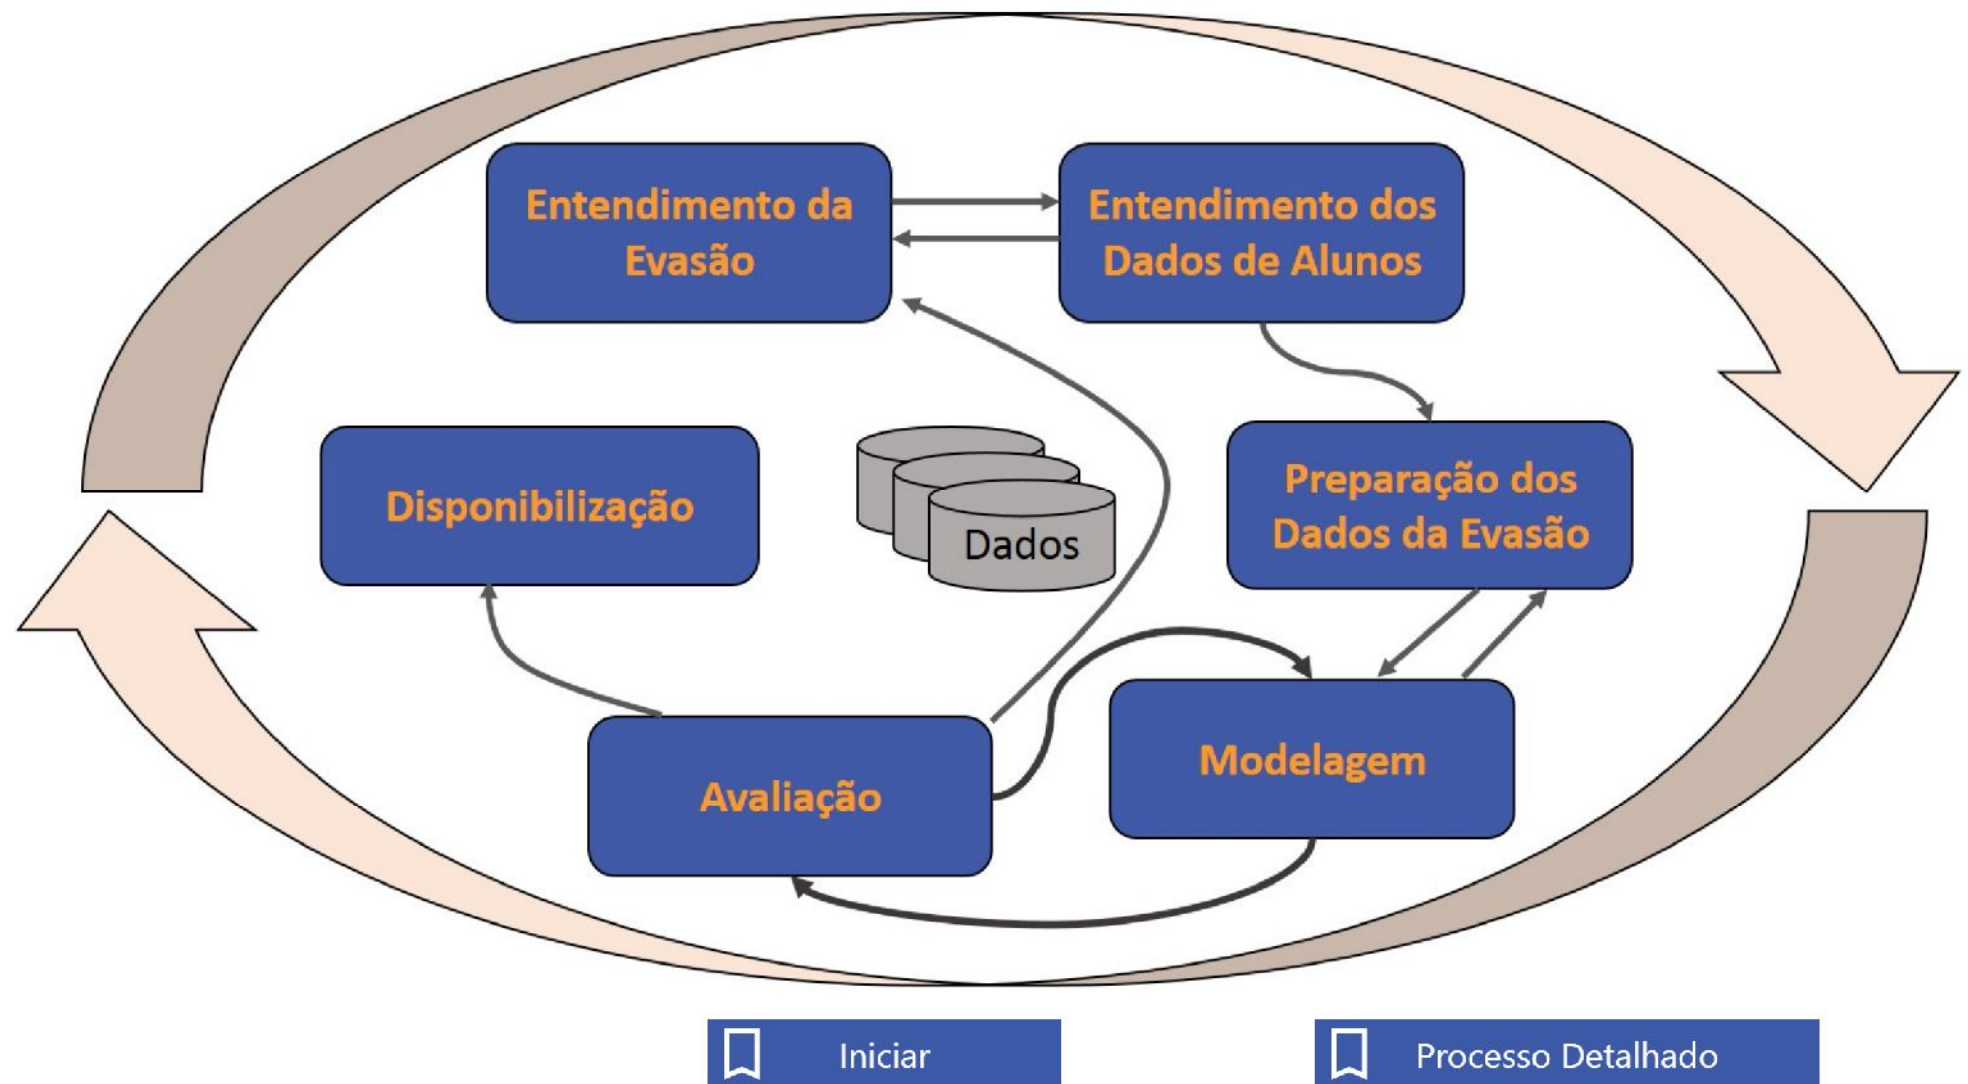 Entendimento da
Evasão
Entendimento dos
Dados de Alunos
Disponibilização
Dados
Preparação dos
Dados da Evasão
Avaliação
Modelagem
Iniciar
Processo Detalhado